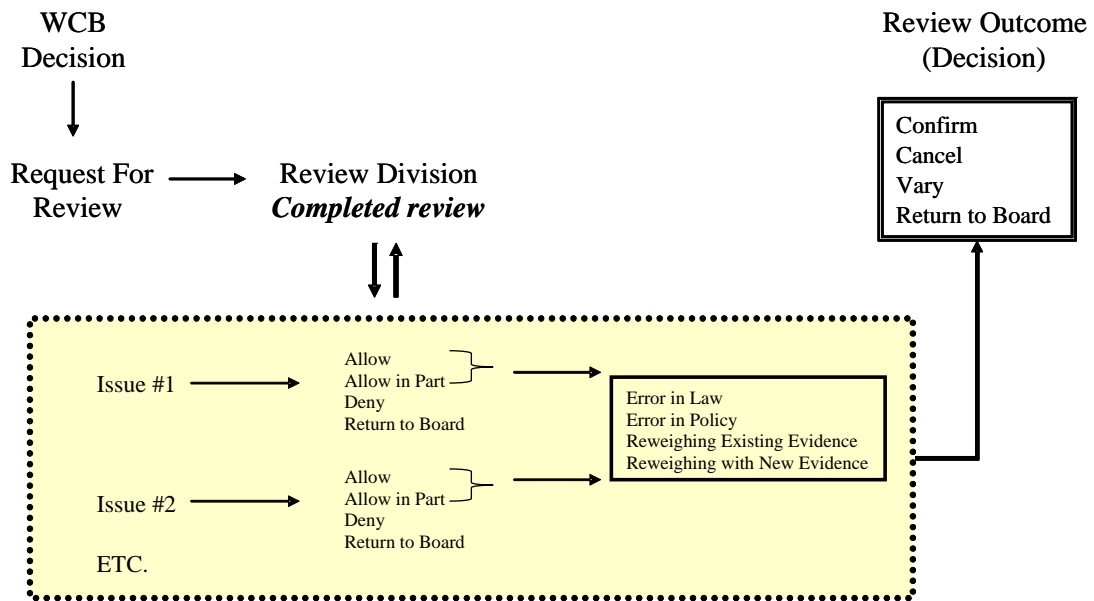 WCB
Decision
Request For
Review
Review Division
Completed review
Review Outcome
(Decision)
Confirm
Cancel
Vary
Return to Board
Issue #1
Allow
Allow in Part
Deny
Return to Board
Error in Law
Error in Policy
Reweighing Existing Evidence
Reweighing with New Evidence
Issue #2
Allow
Allow in Part
Deny
Return to Board
ETC.